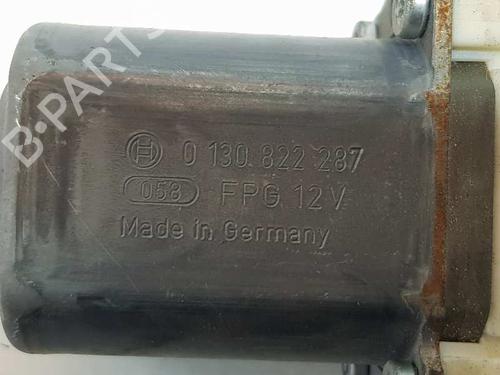 B-PARTS
0 130 822 287
058 FPG 12V
Made in Germany